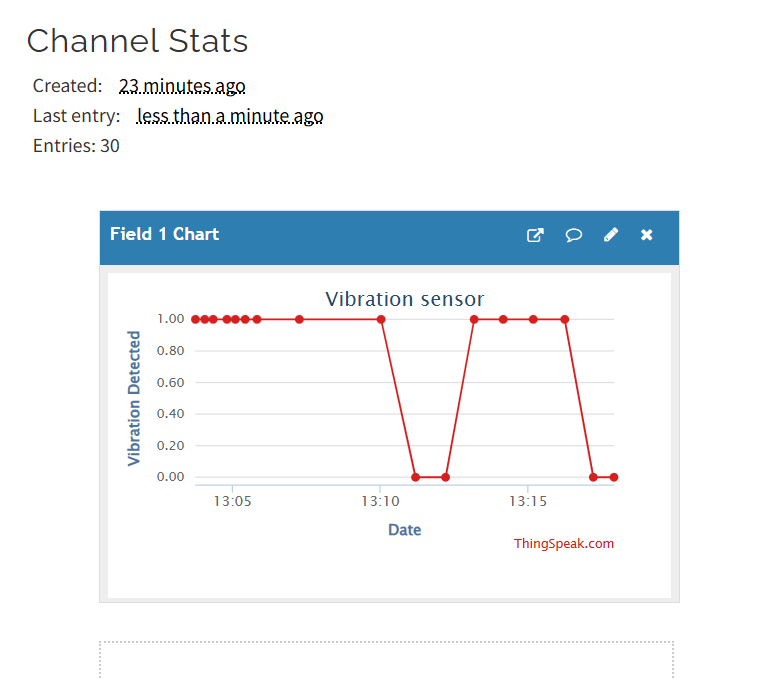 Channel Stats
Created: 23 minutes ago
Last entry: less than a minute ago
Entries: 30
Field 1 Chart
Vibration sensor
Vibration Detected
1.00
0.80
0.60
0.40
0.20
0.00
13:05 13:10 13:15
Date
ThingSpeak.com